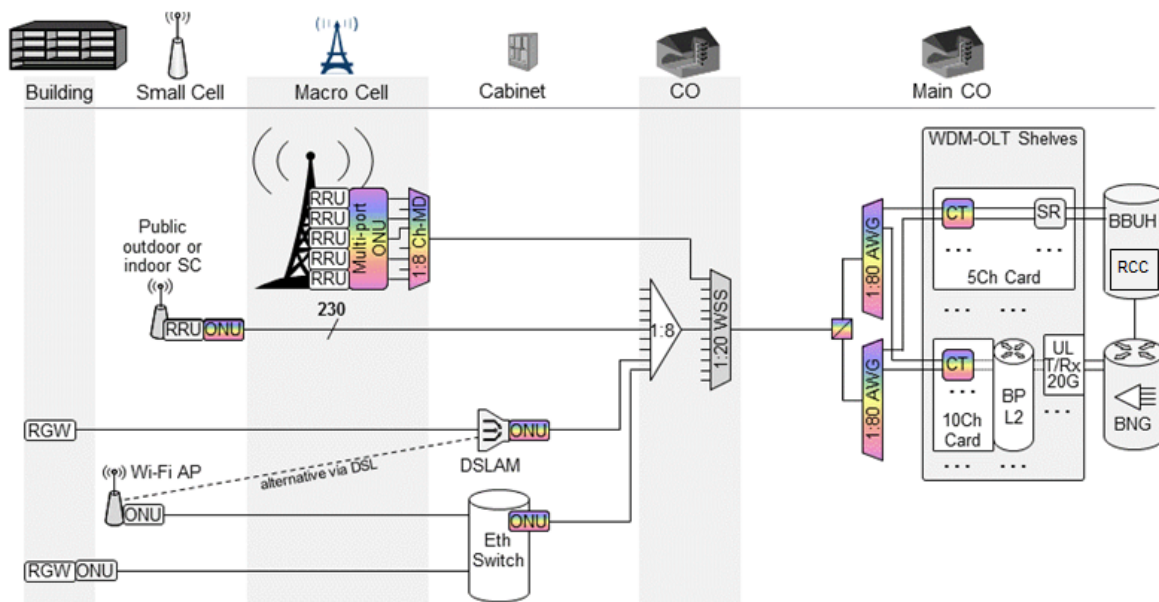 Building
Small Cell
Macro Cell
Cabinet
CO
Main CO
WDM-OLT Shelves
RRU
RRU
RRU
RRU
RRU
Multi-port
ONU
1:8 Ch-MD
Public
outdoor or
indoor SC
RRU
ONU
230
1:8
1:20 WSS
1:80 AWG
1:80 AWG
CT
SR
... ...
5Ch Card
... ...
BBUH
RCC
CT
...
10Ch
Card
BP
L2
UL
T/Rx
20G
...
... ...
BNG
RGW
ONU
DSLAM
Wi-Fi AP
alternative via DSL
ONU
ONU
Eth
Switch
RGW
ONU